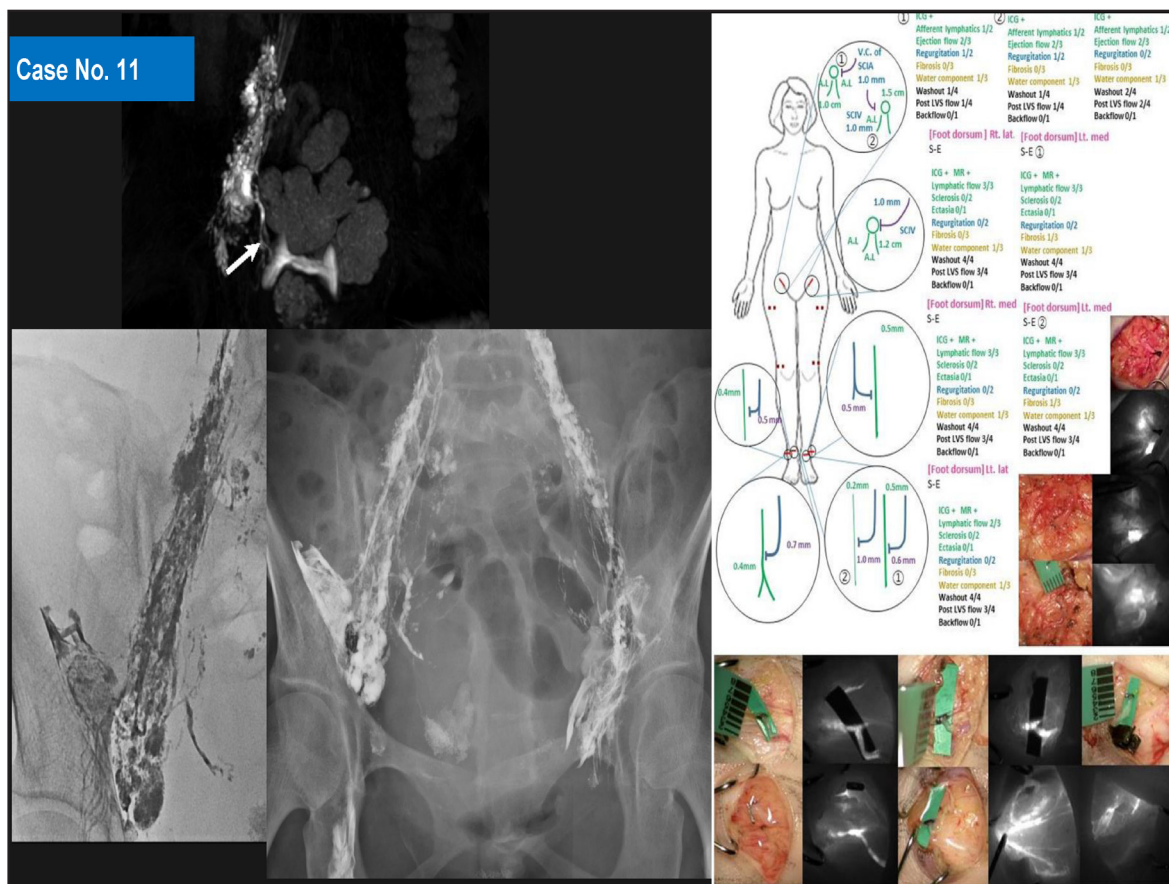 Case No. 11
① ICG +
Afferent lymphatics 1/2
Ejection flow 2/3
Regurgitation 1/2
Fibrosis 0/3
Water component 1/3
Washout 1/4
Post LVS flow 1/4
Backflow 0/1
② ICG +
Afferent lymphatics 1/2
Ejection flow 2/3
Regurgitation 1/2
Fibrosis 0/3
Water component 1/3
Washout 1/4
Post LVS flow 1/4
Backflow 0/1
ICG +
Afferent lymphatics 1/2
Ejection flow 2/3
Regurgitation 0/2
Fibrosis 0/3
Water component 1/3
Washout 2/4
Post LVS flow 2/4
Backflow 0/1
①
V.C. of
SCIA
1.0 mm
A.L
A.L
1.0 cm
1.5 cm
SCIV
1.0 mm
A.L
②
[Foot dorsum] Rt. lat
S-E
ICG + MR +
Lymphatic flow 3/3
Sclerosis 0/2
Ectasia 0/1
Regurgitation 0/2
Fibrosis 0/3
Water component 1/3
Washout 4/4
Post LVS flow 3/4
Backflow 0/1
[Foot dorsum] Lt. med
S-E ①
ICG + MR +
Lymphatic flow 3/3
Sclerosis 0/2
Ectasia 0/1
Regurgitation 0/2
Fibrosis 1/3
Water component 1/3
Washout 4/4
Post LVS flow 3/4
Backflow 0/1
1.0 mm
SCIV
A.L
A.L
1.2 cm
[Foot dorsum] Rt. med
S-E
ICG + MR +
Lymphatic flow 3/3
Sclerosis 0/2
Ectasia 0/1
Regurgitation 0/2
Fibrosis 0/3
Water component 1/3
Washout 4/4
Post LVS flow 3/4
Backflow 0/1
[Foot dorsum] Lt. med
S-E ②
ICG + MR +
Lymphatic flow 3/3
Sclerosis 0/2
Ectasia 0/1
Regurgitation 0/2
Fibrosis 1/3
Water component 1/3
Washout 4/4
Post LVS flow 3/4
Backflow 0/1
0.5mm
0.5 mm
0.4mm
0.5 mm
[Foot dorsum] Lt. lat
S-E
ICG + MR +
Lymphatic flow 2/3
Sclerosis 0/2
Ectasia 0/1
Regurgitation 0/2
Fibrosis 0/3
Water component 1/3
Washout 4/4
Post LVS flow 3/4
Backflow 0/1
0.7 mm
0.4mm
0.2mm
0.5mm
1.0 mm
0.6 mm
②
①